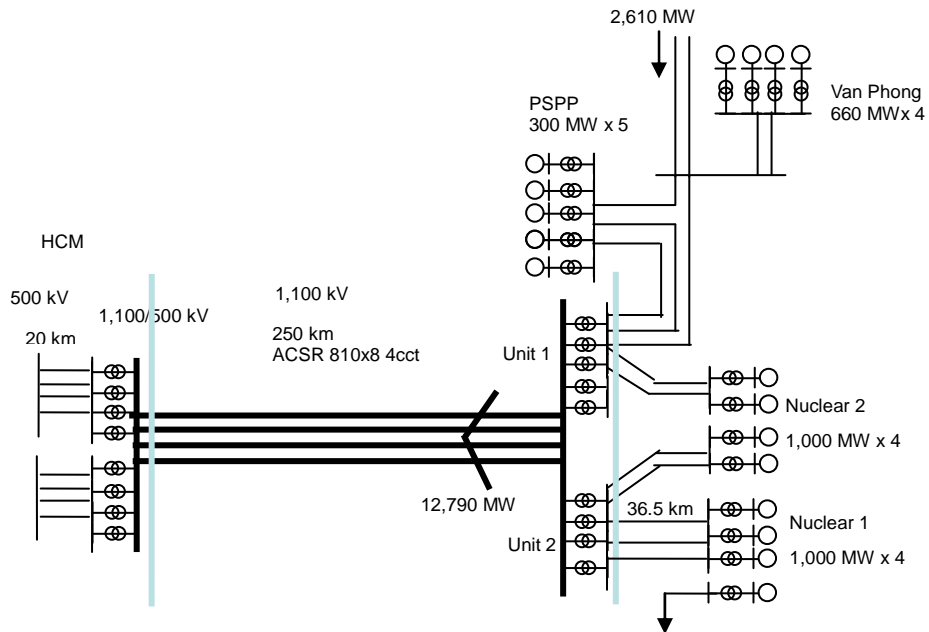 2,610 MW
Van Phong
660 MWx 4
PSPP
300 MW x 5
HCM
500 kV
1,100/500 kV
20 km
1,100 kV
250 km
ACSR 810x8 4cct
Unit 1
Nuclear 2
1,000 MW x 4
12,790 MW
36.5 km
Unit 2
Nuclear 1
1,000 MW x 4